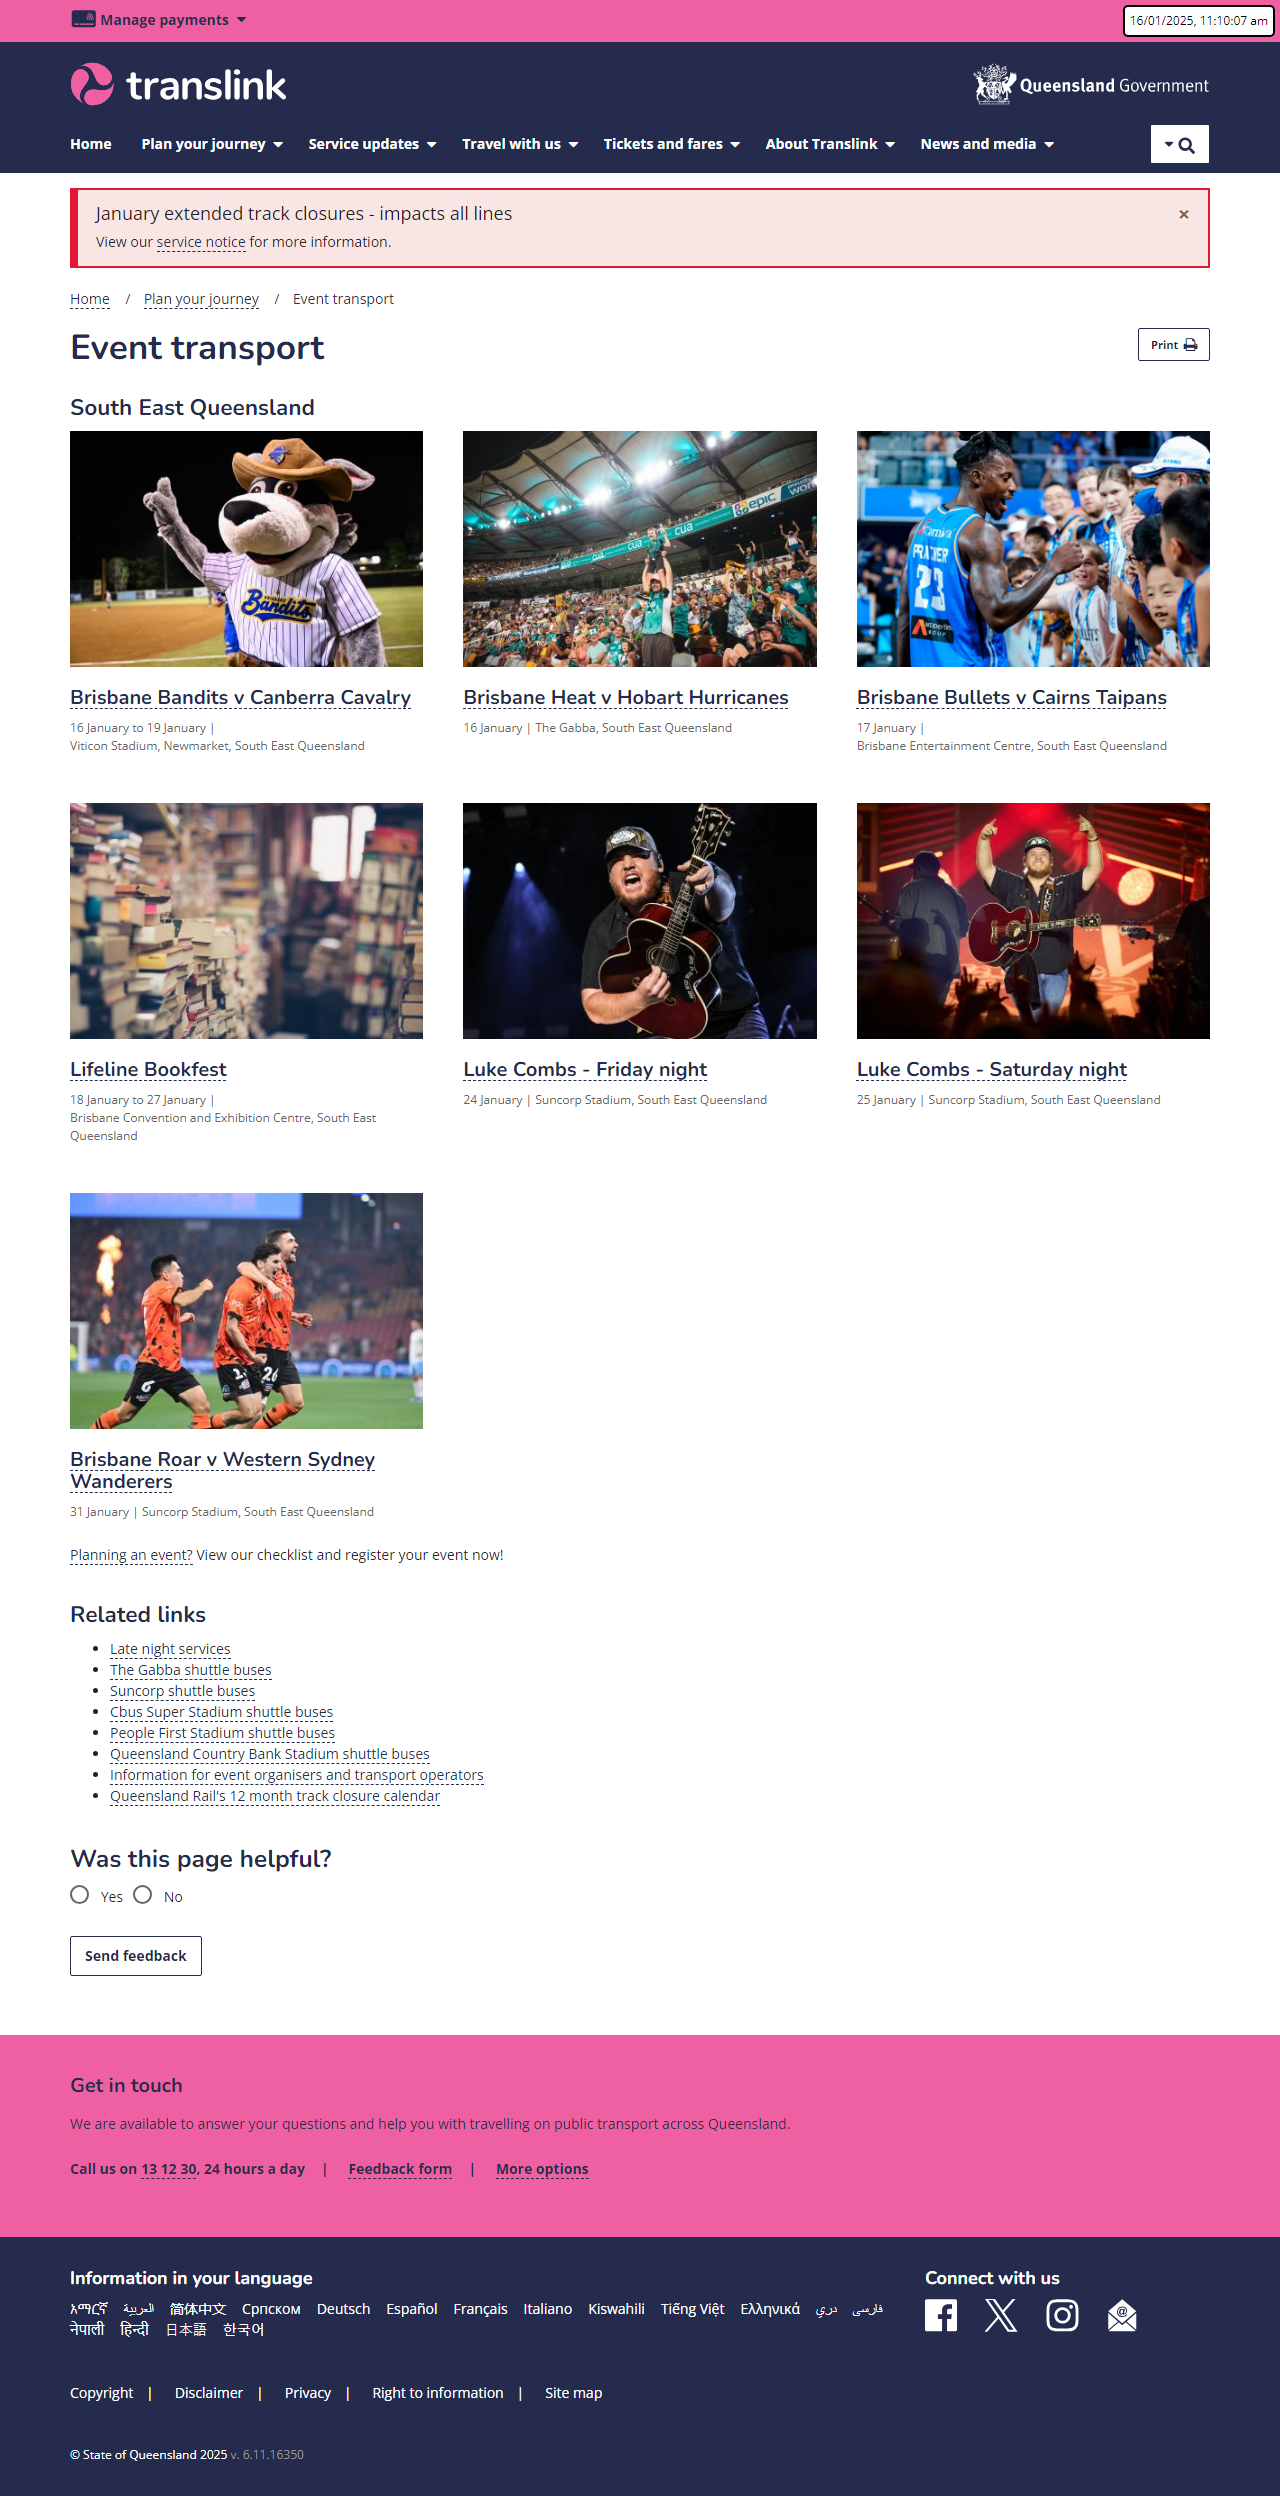 Manage payments
16/01/2025, 11:10:07 am
translink
Queensland Government
Home Plan your journey Service updates Travel with us Tickets and fares About Translink News and media
January extended track closures - impacts all lines
×
View our service notice for more information.
Home / Plan your journey / Event transport
Event transport
Print
South East Queensland
Bandits
cua
cua
cua
epic
PRATHER
23
Brisbane Bandits v Canberra Cavalry
16 January to 19 January |
Viticon Stadium, Newmarket, South East Queensland
Brisbane Heat v Hobart Hurricanes
16 January | The Gabba, South East Queensland
Brisbane Bullets v Cairns Taipans
17 January |
Brisbane Entertainment Centre, South East Queensland
Lifeline Bookfest
18 January to 27 January |
Brisbane Convention and Exhibition Centre, South East
Queensland
Luke Combs - Friday night
24 January | Suncorp Stadium, South East Queensland
Luke Combs - Saturday night
25 January | Suncorp Stadium, South East Queensland
6
26
Brisbane Roar v Western Sydney
Wanderers
31 January | Suncorp Stadium, South East Queensland
Planning an event? View our checklist and register your event now!
Related links
Late night services
The Gabba shuttle buses
Suncorp shuttle buses
Cbus Super Stadium shuttle buses
People First Stadium shuttle buses
Queensland Country Bank Stadium shuttle buses
Information for event organisers and transport operators
Queensland Rail's 12 month track closure calendar
Was this page helpful?
Yes No
Send feedback
Get in touch
We are available to answer your questions and help you with travelling on public transport across Queensland.
Call us on 13 12 30, 24 hours a day | Feedback form | More options
Information in your language
አማርኛ العربية 简体中文 Српском Deutsch Español Français Italiano Kiswahili Tiếng Việt Ελληνικά دری فارسی
नेपाली हिन्दी 日本語 한국어
Connect with us
Copyright | Disclaimer | Privacy | Right to information | Site map
© State of Queensland 2025 v. 6.11.16350